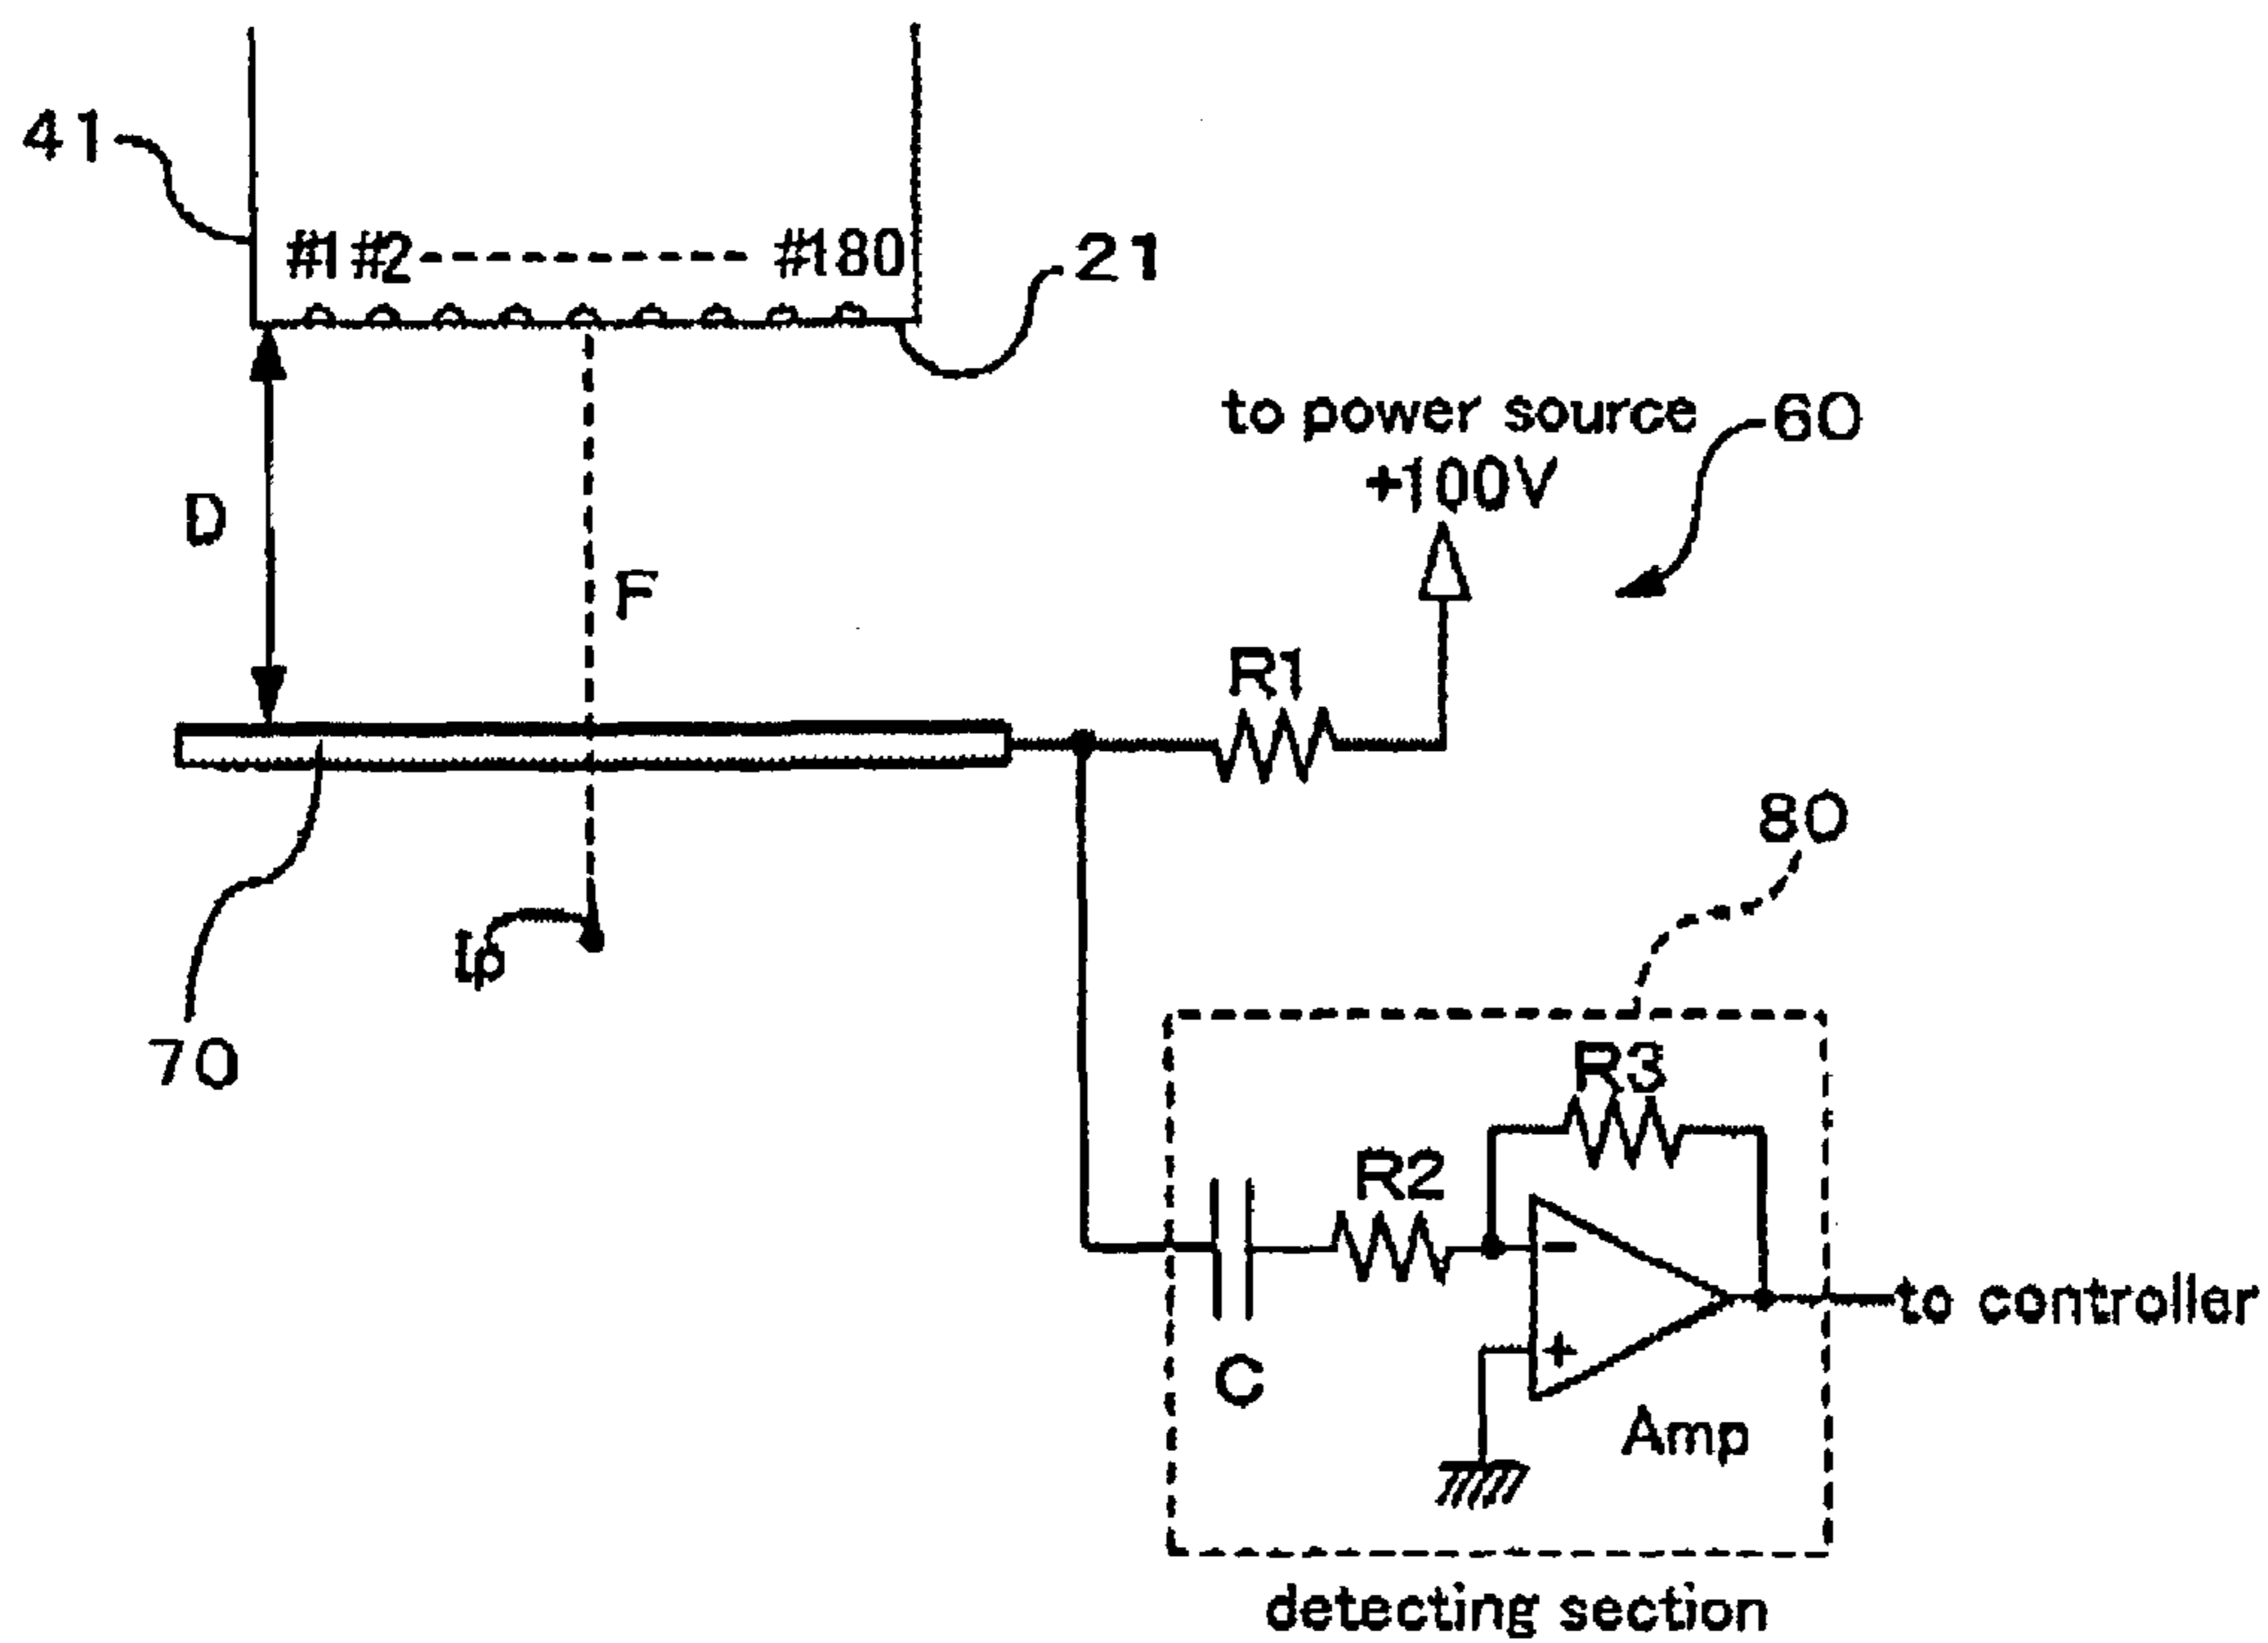 41
#1 #2 ---------- #180
21
to power source
+100V
60
D
F
R1
80
Ip
70
R3
R2
-
+
C
Amp
to controller
detecting section